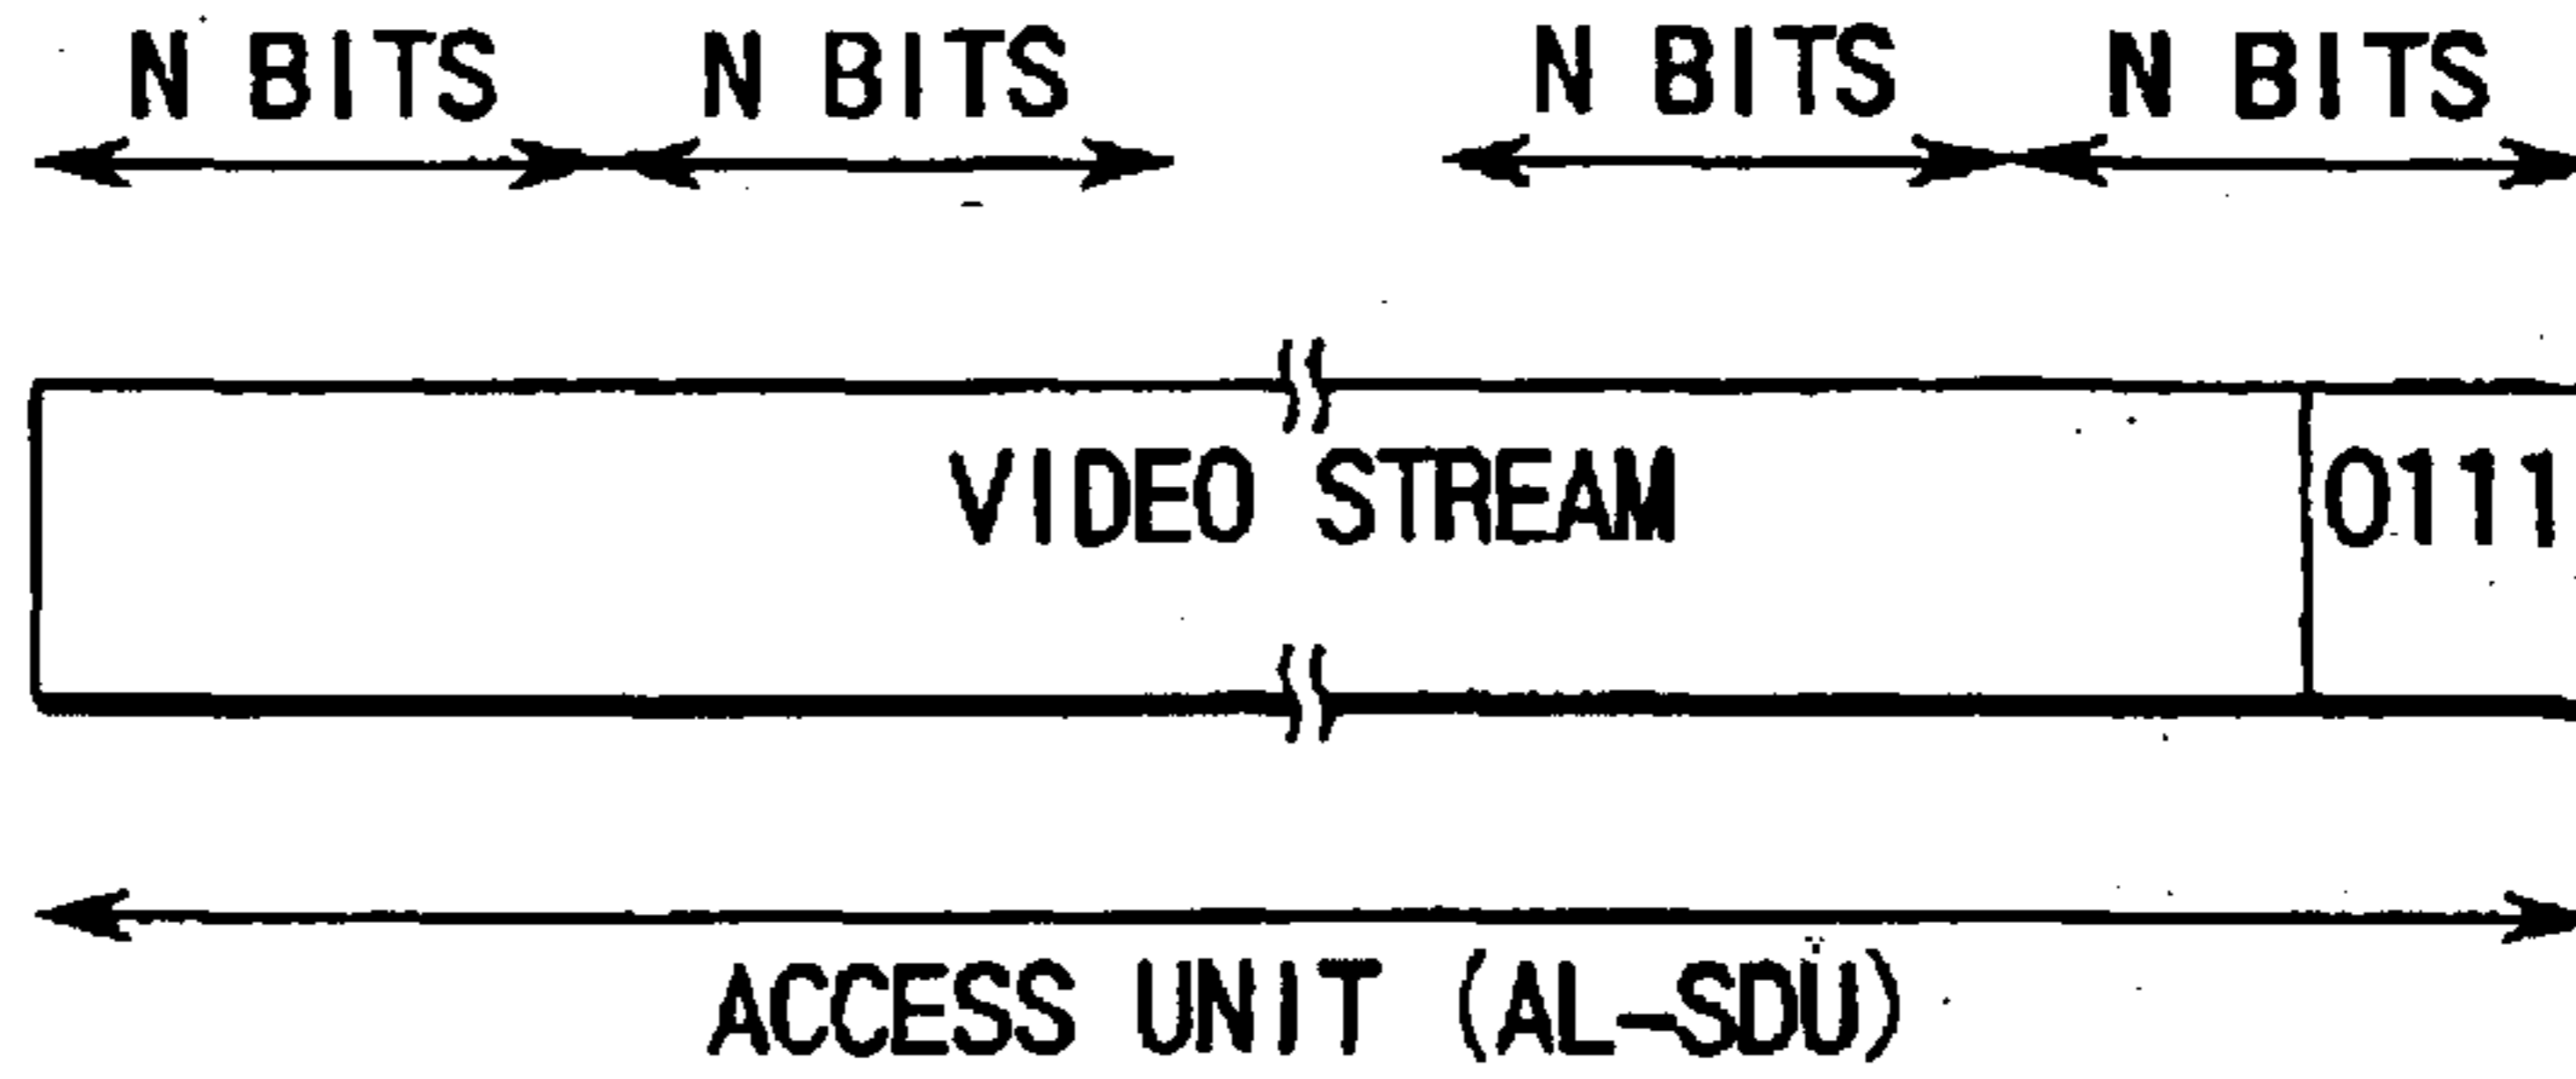 N BITS N BITS N BITS N BITS
VIDEO STREAM 0111
ACCESS UNIT (AL-SDU)